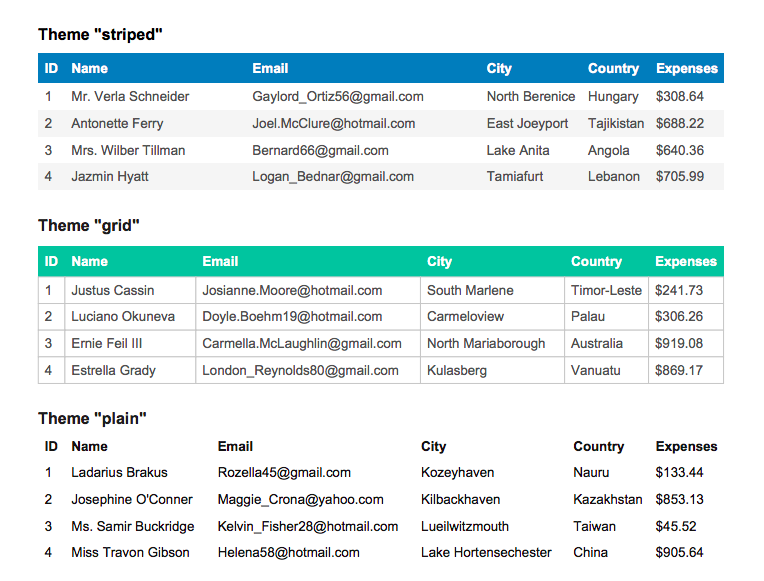 Theme "striped"
ID Name Email City Country Expenses
1 Mr. Verla Schneider Gaylord_Ortiz56@gmail.com North Berenice Hungary $308.64
2 Antonette Ferry Joel.McClure@hotmail.com East Joeyport Tajikistan $688.22
3 Mrs. Wilber Tillman Bernard66@gmail.com Lake Anita Angola $640.36
4 Jazmin Hyatt Logan_Bednar@gmail.com Tamiafurt Lebanon $705.99
Theme "grid"
ID Name Email City Country Expenses
1 Justus Cassin Josianne.Moore@hotmail.com South Marlene Timor-Leste $241.73
2 Luciano Okuneva Doyle.Boehm19@hotmail.com Carmeloview Palau $306.26
3 Ernie Feil III Carmella.McLaughlin@gmail.com North Mariaborough Australia $919.08
4 Estrella Grady London_Reynolds80@gmail.com Kulasberg Vanuatu $869.17
Theme "plain"
ID Name Email City Country Expenses
1 Ladarius Brakus Rozella45@gmail.com Kozeyhaven Nauru $133.44
2 Josephine O'Conner Maggie_Crona@yahoo.com Kilbackhaven Kazakhstan $853.13
3 Ms. Samir Buckridge Kelvin_Fisher28@hotmail.com Lueilwitzmouth Taiwan $45.52
4 Miss Travon Gibson Helena58@hotmail.com Lake Hortensechester China $905.64